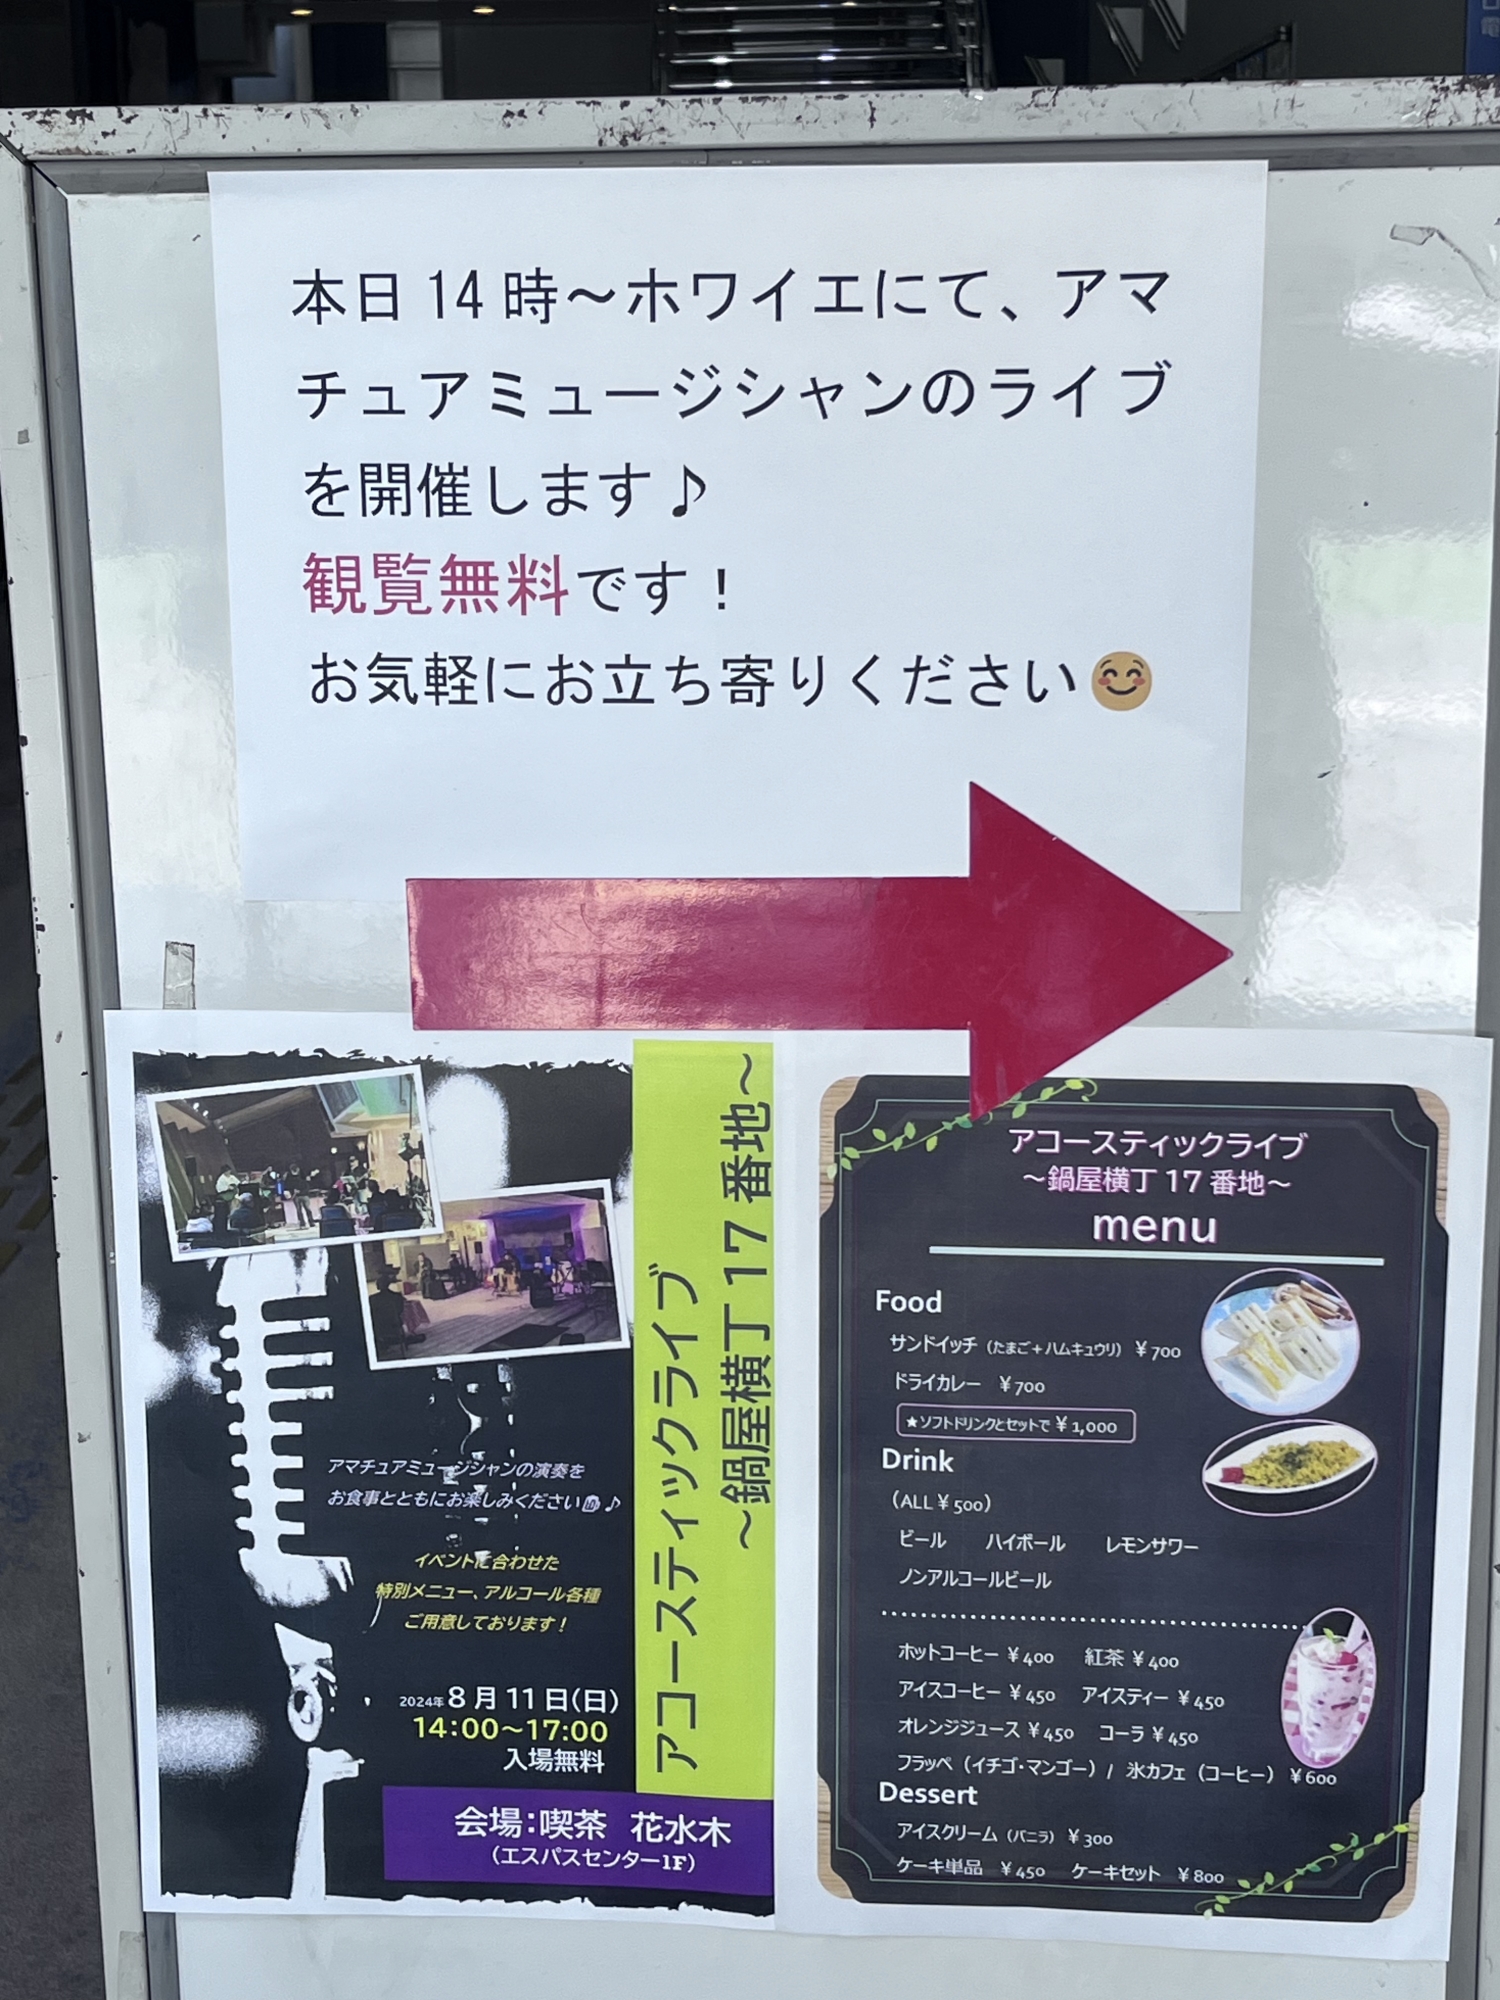 本日14時～ホワイエにて、アマ
チュアミュージシャンのライブ
を開催します♪
観覧無料です！
お気軽にお立ち寄りください😊
アコースティックライブ
～鍋屋横丁17番地～
アマチュアミュージシャンの演奏を
お食事とともにお楽しみください🍻♪
イベントに合わせた
特別メニュー、アルコール各種
ご用意しております！
2024年8月11日(日)
14:00～17:00
入場無料
会場：喫茶 花水木
（エスパスセンター1F）
アコースティックライブ
～鍋屋横丁17番地～
menu
Food
サンドイッチ（たまご+ハムキュウリ） ￥700
ドライカレー ￥700
★ソフトドリンクとセットで￥1,000
Drink
（ALL￥500）
ビール ハイボール レモンサワー
ノンアルコールビール
ホットコーヒー ￥400 紅茶 ￥400
アイスコーヒー ￥450 アイスティー ￥450
オレンジジュース ￥450 コーラ ￥450
フラッペ（イチゴ・マンゴー）/ 氷カフェ（コーヒー） ￥600
Dessert
アイスクリーム（バニラ）￥300
ケーキ単品 ￥450 ケーキセット ￥800